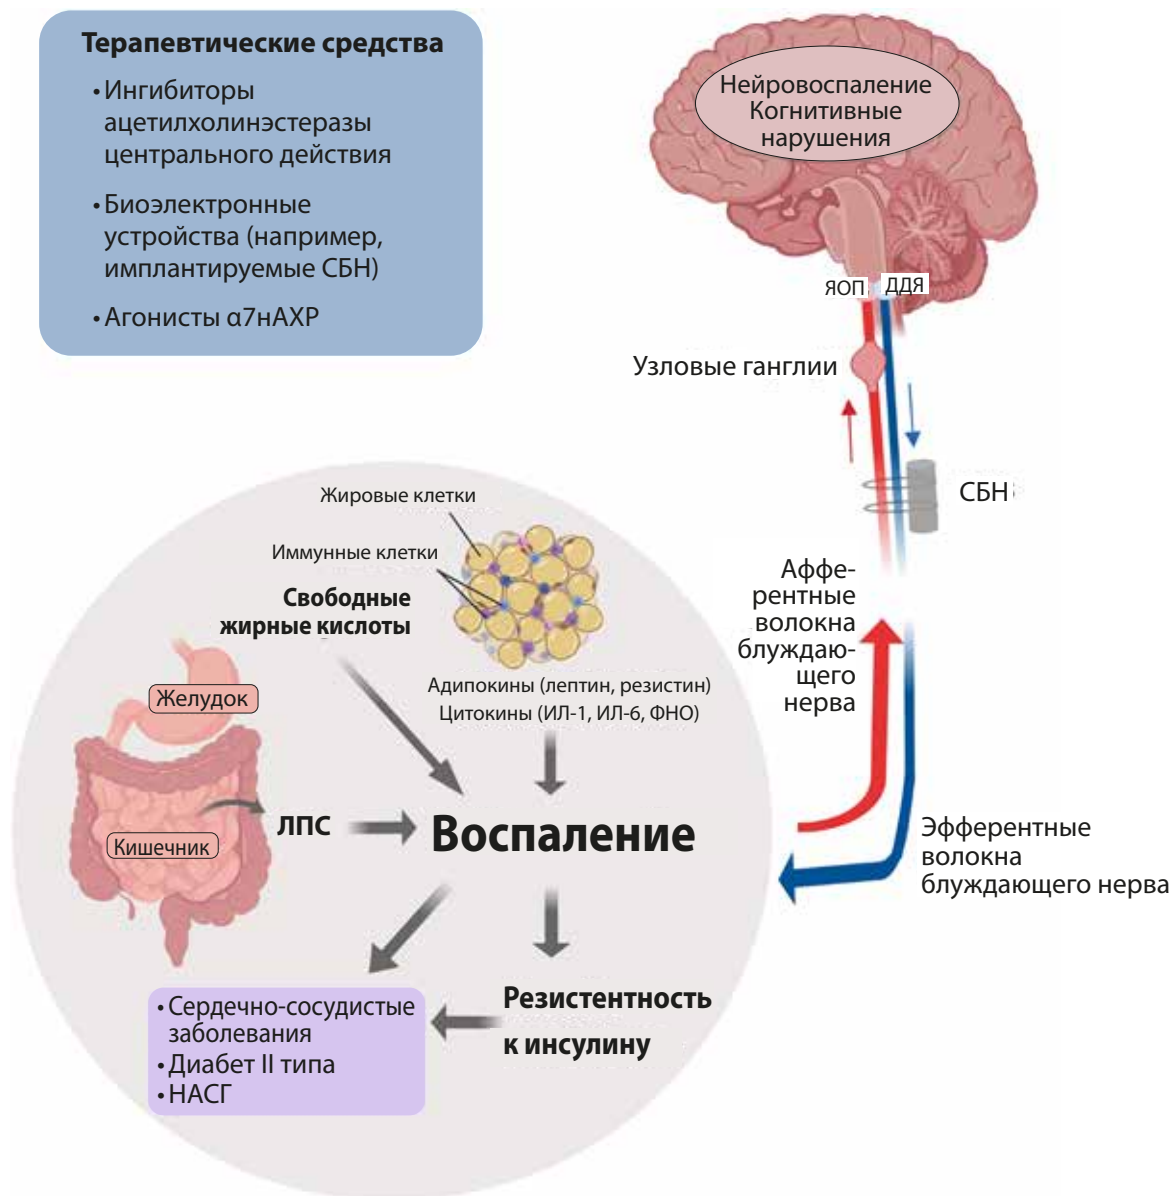 Терапевтические средства
• Ингибиторы
ацетилхолинэстеразы
центрального действия
• Биоэлектронные
устройства (например,
имплантируемые СБН)
• Агонисты α7нАХР
Нейровоспаление
Когнитивные
нарушения
ЯОП
ДДЯ
Узловые ганглии
СБН
Аффе-
рентные
волокна
блуждаю-
щего
нерва
Эфферентные
волокна
блуждающего нерва
Жировые клетки
Иммунные клетки
Свободные
жирные кислоты
Адипокины (лептин, резистин)
Цитокины (ИЛ-1, ИЛ-6, ФНО)
Желудок
Кишечник
ЛПС
Воспаление
Резистентность
к инсулину
• Сердечно-сосудистые
заболевания
• Диабет II типа
• НАСГ